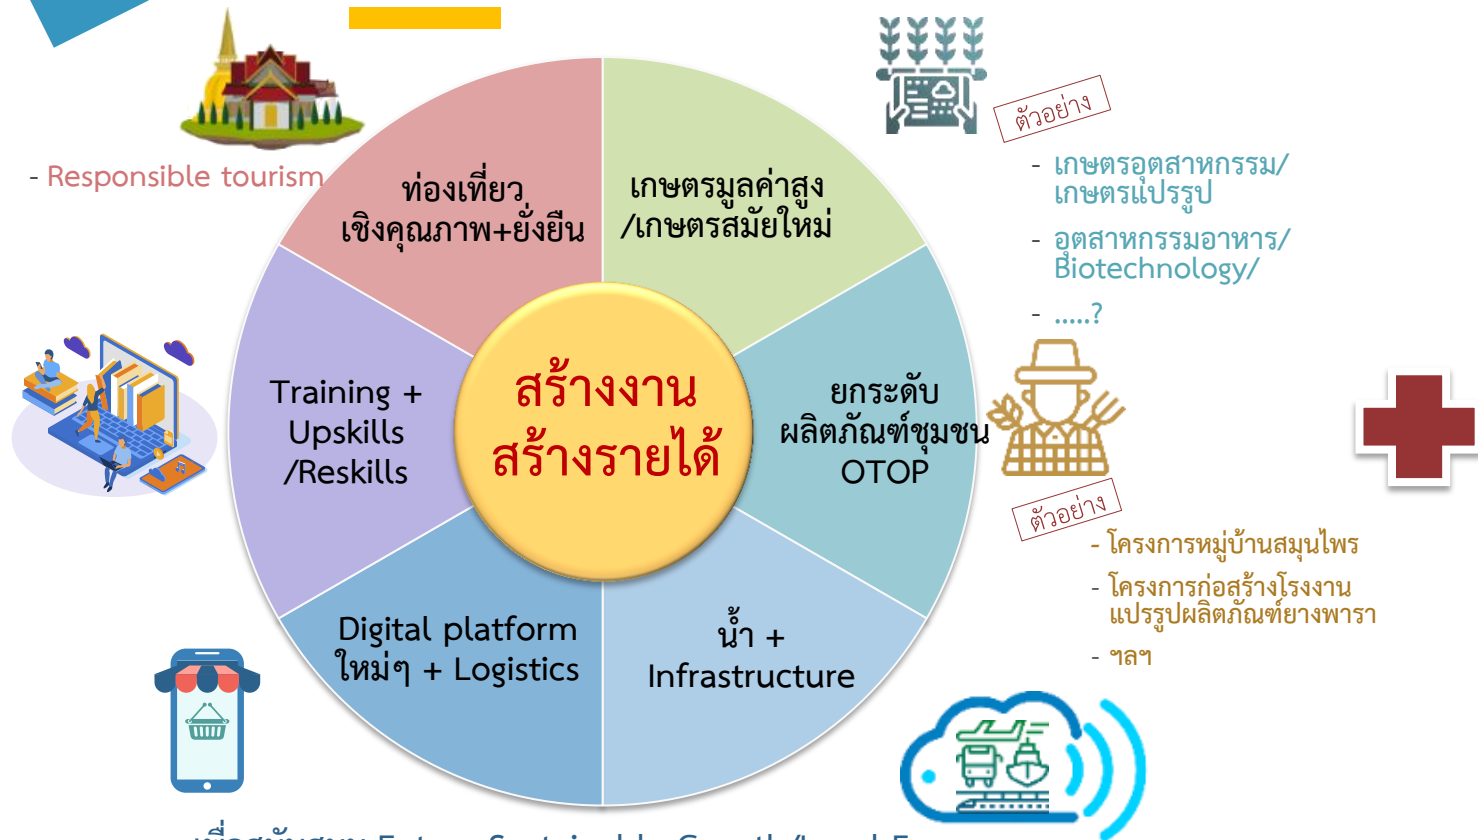 - Responsible tourism
ท่องเที่ยว
เชิงคุณภาพ+ยั่งยืน
เกษตรมูลค่าสูง
/เกษตรสมัยใหม่
ตัวอย่าง
- เกษตรอุตสาหกรรม/
เกษตรแปรรูป
- อุตสาหกรรมอาหาร/
Biotechnology/
- .....?
Training +
Upskills
/Reskills
สร้างงาน
สร้างรายได้
ยกระดับ
ผลิตภัณฑ์ชุมชน
OTOP
ตัวอย่าง
- โครงการหมู่บ้านสมุนไพร
- โครงการก่อสร้างโรงงาน
แปรรูปผลิตภัณฑ์ยางพารา
- ฯลฯ
Digital platform
ใหม่ๆ + Logistics
น้ำ +
Infrastructure